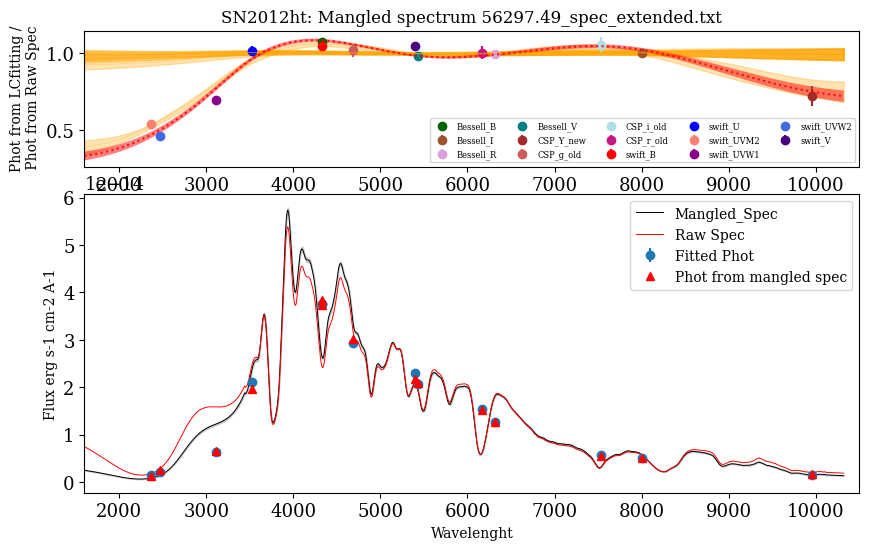 SN2012ht: Mangled spectrum 56297.49_spec_extended.txt
Phot from LCfitting /
Phot from Raw Spec
1.0
0.5
Bessell_B Bessell_V CSP_i_old swift_U swift_UVW2
Bessell_I CSP_Y_new CSP_r_old swift_UVM2 swift_V
Bessell_R CSP_g_old swift_B swift_UVW1
2000 3000 4000 5000 6000 7000 8000 9000 10000
1e−14
Flux erg s-1 cm-2 A-1
6
5
4
3
2
1
0
Mangled_Spec
Raw Spec
Fitted Phot
Phot from mangled spec
2000 3000 4000 5000 6000 7000 8000 9000 10000
Wavelenght